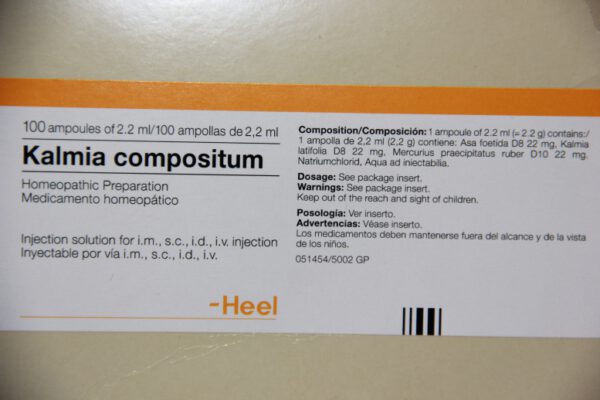 100 ampoules of 2.2 ml/100 ampollas de 2,2 ml
Kalmia compositum
Homeopathic Preparation
Medicamento homeopático
Injection solution for i.m., s.c., i.d., i.v. injection
Inyectable por vía i.m., s.c., i.d., i.v.
-Heel
Composition/Composición: 1 ampoule of 2.2 ml (= 2.2 g) contains:/
1 ampolla de 2,2 ml (2,2 g) contiene: Asa foetida D8 22 mg, Kalmia
latifolia D8 22 mg, Mercurius praecipitatus ruber D10 22 mg.
Natriumchlorid, Aqua ad iniectabilia.
Dosage: See package insert.
Warnings: See package insert.
Keep out of the reach and sight of children.
Posología: Ver inserto.
Advertencias: Véase inserto.
Los medicamentos deben mantenerse fuera del alcance y de la vista
de los niños.
051454/5002 GP